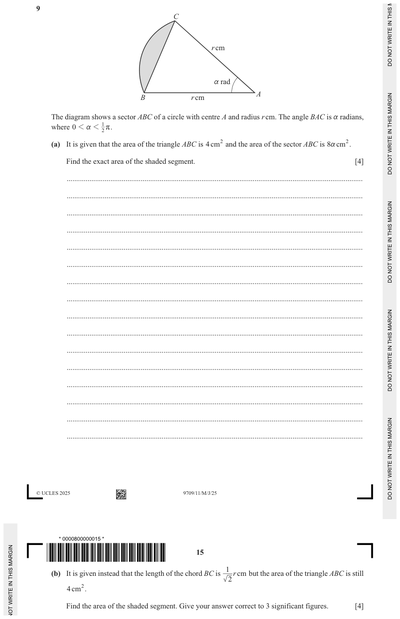 9
C
r cm
α rad
B
r cm
A
The diagram shows a sector ABC of a circle with centre A and radius r cm. The angle BAC is α radians,
where 0 < α < ½π.
(a) It is given that the area of the triangle ABC is 4 cm² and the area of the sector ABC is 8α cm².
Find the exact area of the shaded segment. [4]
© UCLES 2025
9709/11/M/J/25
DO NOT WRITE IN THIS MARGIN
DO NOT WRITE IN THIS MARGIN
DO NOT WRITE IN THIS MARGIN
DO NOT WRITE IN THIS MARGIN
DO NOT WRITE IN THIS MARGIN
* 0000800000015 *
15
(b) It is given instead that the length of the chord BC is 1/√2 r cm but the area of the triangle ABC is still
4 cm².
Find the area of the shaded segment. Give your answer correct to 3 significant figures. [4]
OT WRITE IN THIS MARGIN